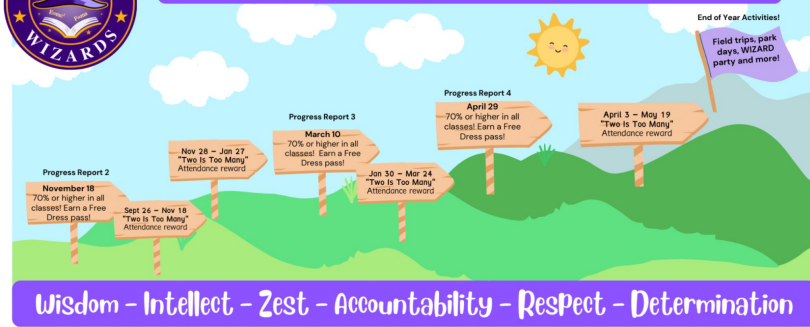 WIZARDS
End of Year Activities!
Field trips, park
days, WIZARD
party and more!
Progress Report 2
November 18
70% or higher in all
classes! Earn a Free
Dress pass!
Sept 26 – Nov 18
"Two Is Too Many"
Attendance reward
Nov 28 – Jan 27
"Two Is Too Many"
Attendance reward
Progress Report 3
March 10
70% or higher in all
classes! Earn a Free
Dress pass!
Jan 30 – Mar 24
"Two Is Too Many"
Attendance reward
Progress Report 4
April 29
70% or higher in all
classes! Earn a Free
Dress pass!
April 3 – May 19
"Two Is Too Many"
Attendance reward
Wisdom – Intellect – Zest – Accountability – Respect – Determination